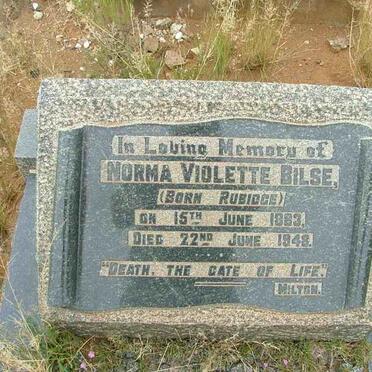 In Loving Memory of
NORMA VIOLETTE BILSE,
(BORN RUBIDGE)
ON 15TH JUNE 1883,
DIED 22ND JUNE 1948.
"DEATH, THE GATE OF LIFE."
MILTON.